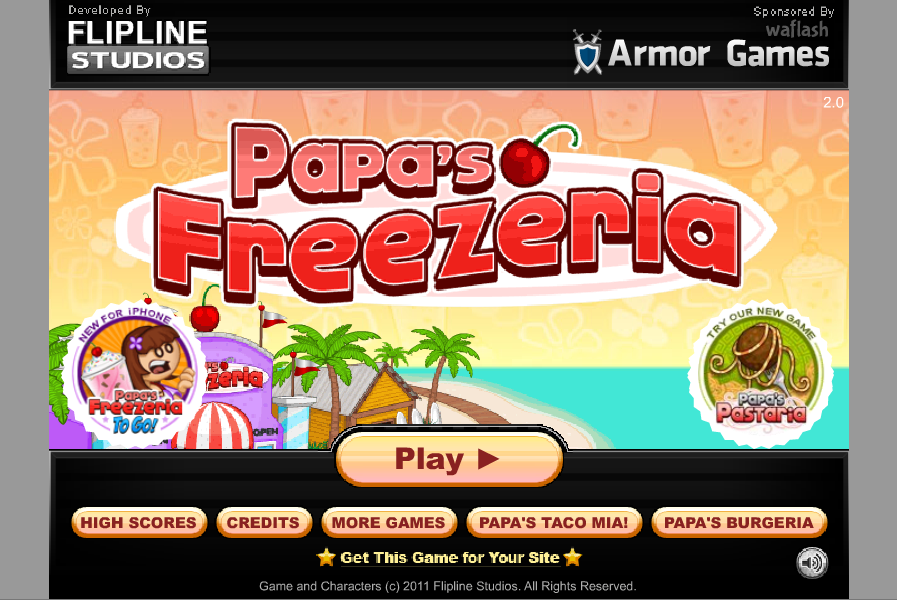 Developed By
FLIPLINE
STUDIOS
Sponsored By
waflash
Armor Games
2.0
Papa's
Freezeria
NEW FOR iPHONE
Papa's
Freezeria
TO GO!
Freezeria
OPEN
TRY OUR NEW GAME
Papa's
Pastaria
Play
HIGH SCORES
CREDITS
MORE GAMES
PAPA'S TACO MIA!
PAPA'S BURGERIA
Get This Game for Your Site
Game and Characters (c) 2011 Flipline Studios. All Rights Reserved.